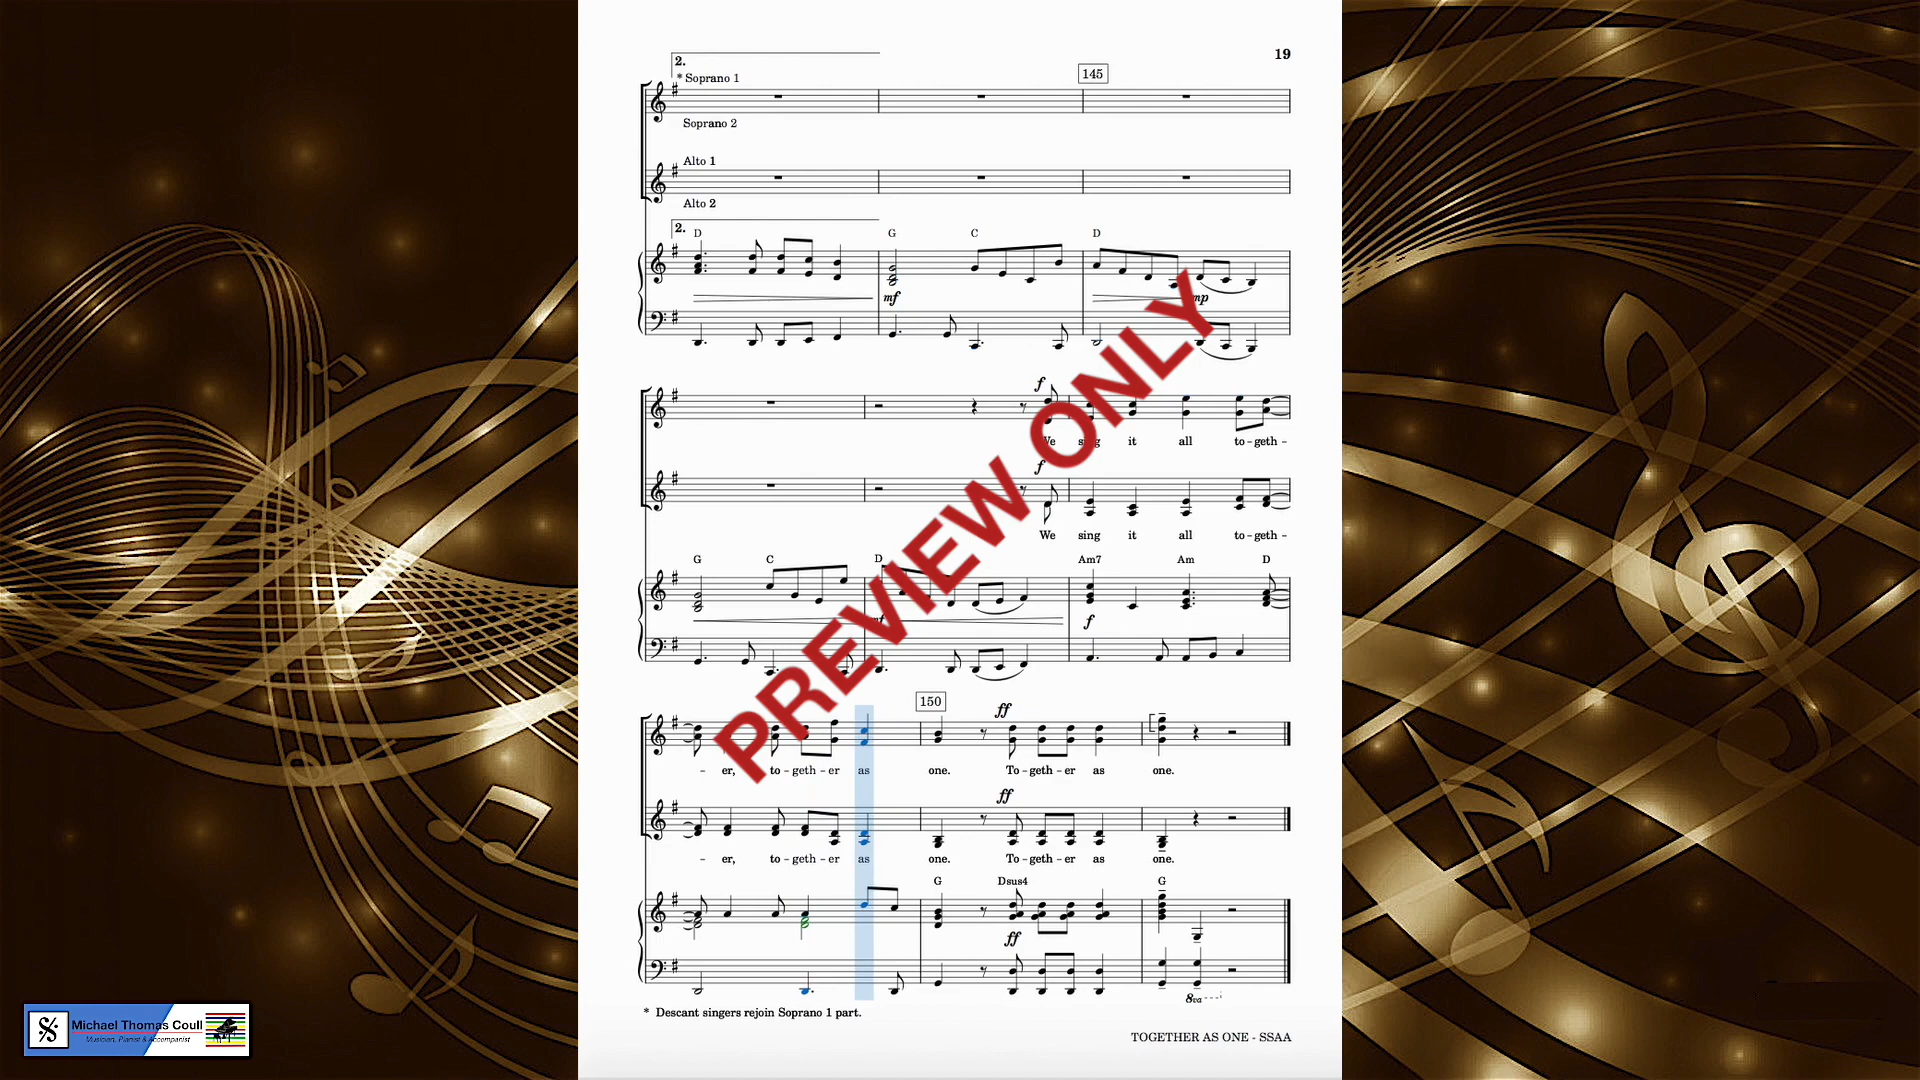 19
2.
* Soprano 1
145
Soprano 2
Alto 1
Alto 2
2. D G C D
mf mp
f
We sing it all to - geth -
f
We sing it all to - geth -
G C D Am7 Am D
mf f
150
ff
- er, to - geth - er as one. To - geth - er as one.
ff
- er, to - geth - er as one. To - geth - er as one.
G Dsus4 G
ff
8va
* Descant singers rejoin Soprano 1 part.
TOGETHER AS ONE - SSAA
PREVIEW ONLY
Michael Thomas Coull
Musician, Pianist & Accompanist